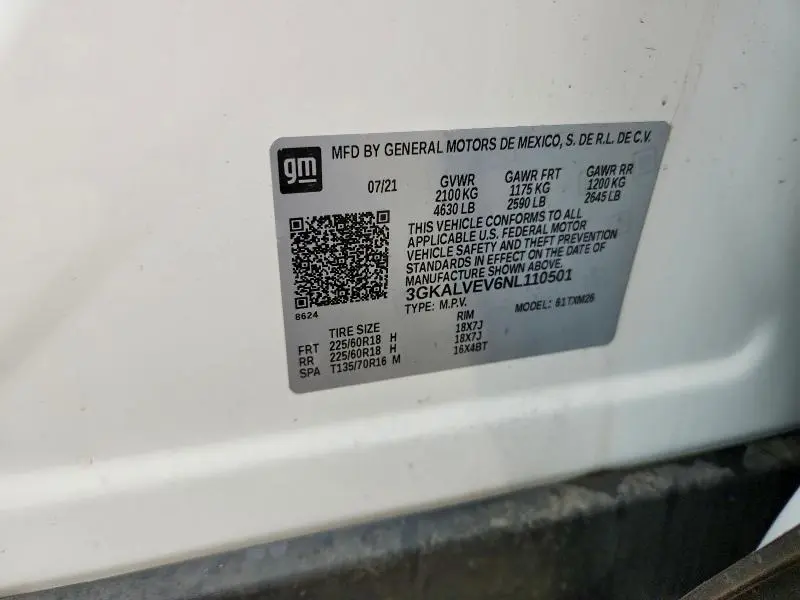 gm
MFD BY GENERAL MOTORS DE MEXICO, S. DE R.L. DE C.V.
07/21 GVWR GAWR FRT GAWR RR
2100 KG 1175 KG 1200 KG
4630 LB 2590 LB 2645 LB
THIS VEHICLE CONFORMS TO ALL
APPLICABLE U.S. FEDERAL MOTOR
VEHICLE SAFETY AND THEFT PREVENTION
STANDARDS IN EFFECT ON THE DATE OF
MANUFACTURE SHOWN ABOVE.
3GKALVEV6NL110501
8624
TYPE: M.P.V. MODEL: 61TXM26
TIRE SIZE RIM
FRT 225/60R18 H 18X7J
RR 225/60R18 H 18X7J
SPA T135/70R16 M 16X4BT